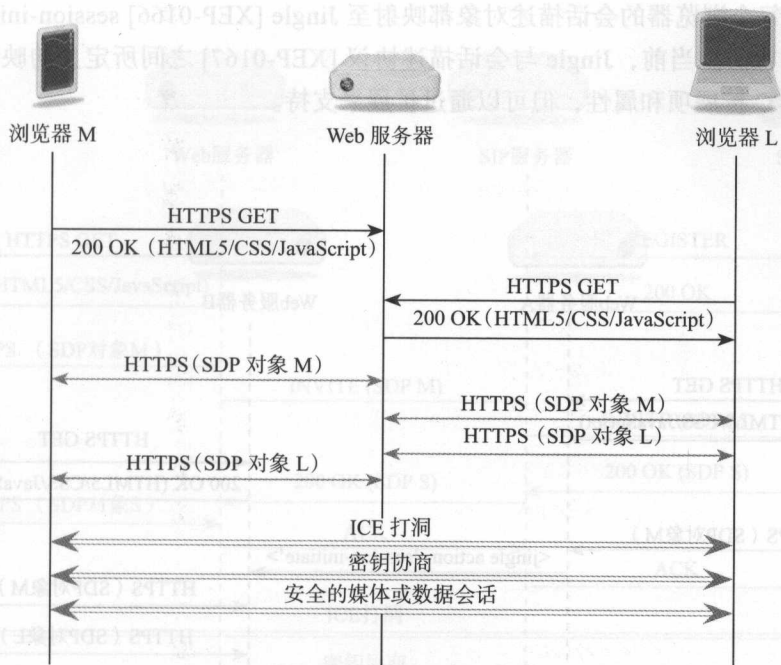 浏览器 M
Web 服务器
浏览器 L
HTTPS GET
200 OK（HTML5/CSS/JavaScript）
HTTPS GET
200 OK（HTML5/CSS/JavaScript）
HTTPS（SDP 对象 M）
HTTPS（SDP 对象 M）
HTTPS（SDP 对象 L）
HTTPS（SDP 对象 L）
ICE 打洞
密钥协商
安全的媒体或数据会话